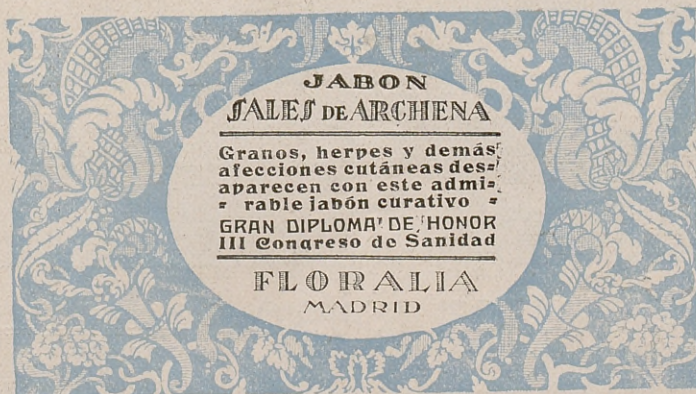 JABON
SALES DE ARCHENA
Granos, herpes y demás
afecciones cutáneas des=
aparecen con este admi=
= rable jabón curativo =
GRAN DIPLOMA DE HONOR
III Congreso de Sanidad
FLORALIA
MADRID